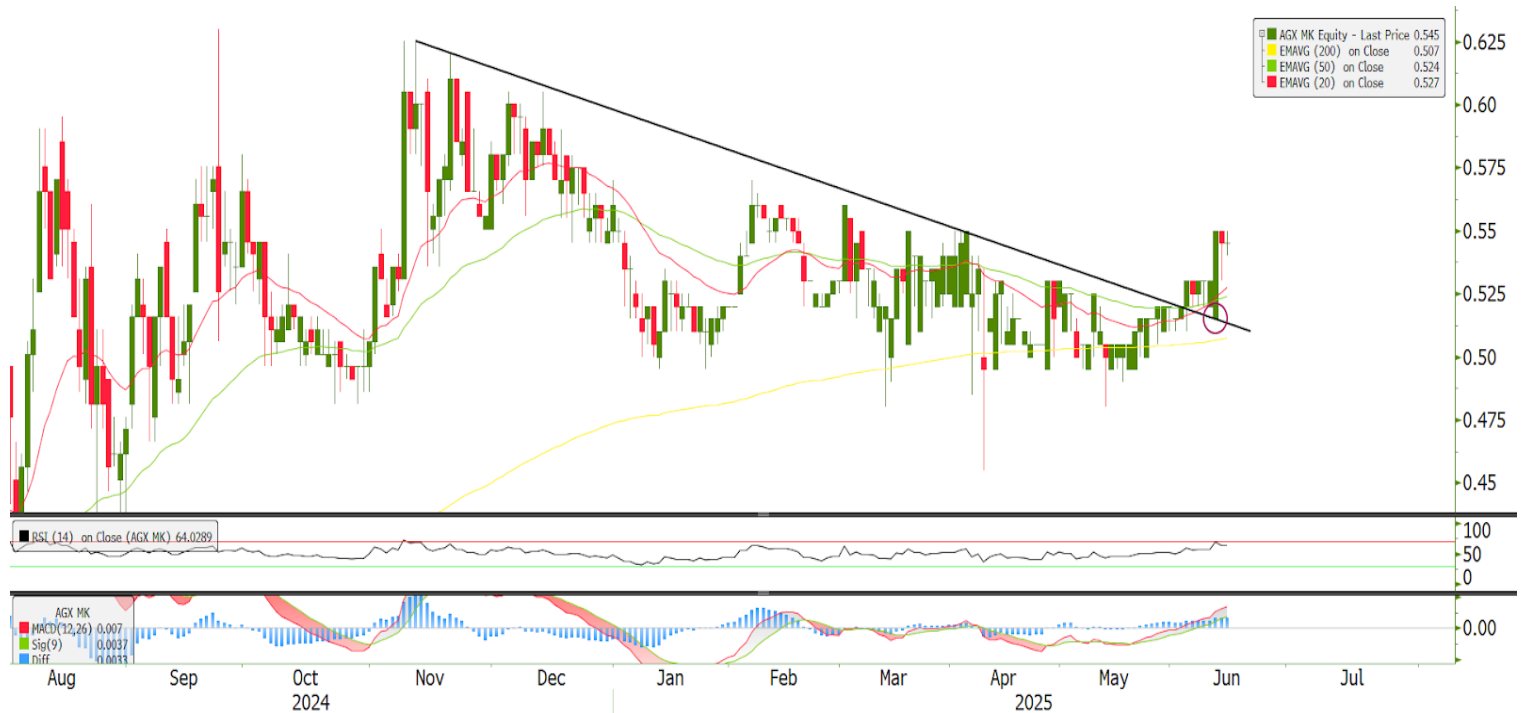 AGX MK Equity - Last Price 0.545
EMAVG (200) on Close 0.507
EMAVG (50) on Close 0.524
EMAVG (20) on Close 0.527
0.625
0.60
0.575
0.55
0.525
0.50
0.475
0.45
RSI (14) on Close (AGX MK) 64.0289
100
50
0
AGX MK
MACD(12,26) 0.007
Sig(9) 0.0037
Diff 0.0033
0.00
Aug Sep Oct Nov Dec Jan Feb Mar Apr May Jun Jul
2024 2025